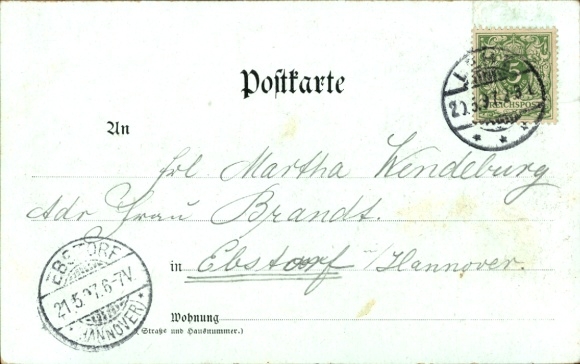 Postkarte
5
REICHSPOST
An
Frl Martha Wendeburg
Adr Frau Brandt.
in Ebstorf i/Hannover.
EBSTORF
21.5.97.6-7V.
(HANNOVER)
Wohnung
(Straße und Hausnummer.)